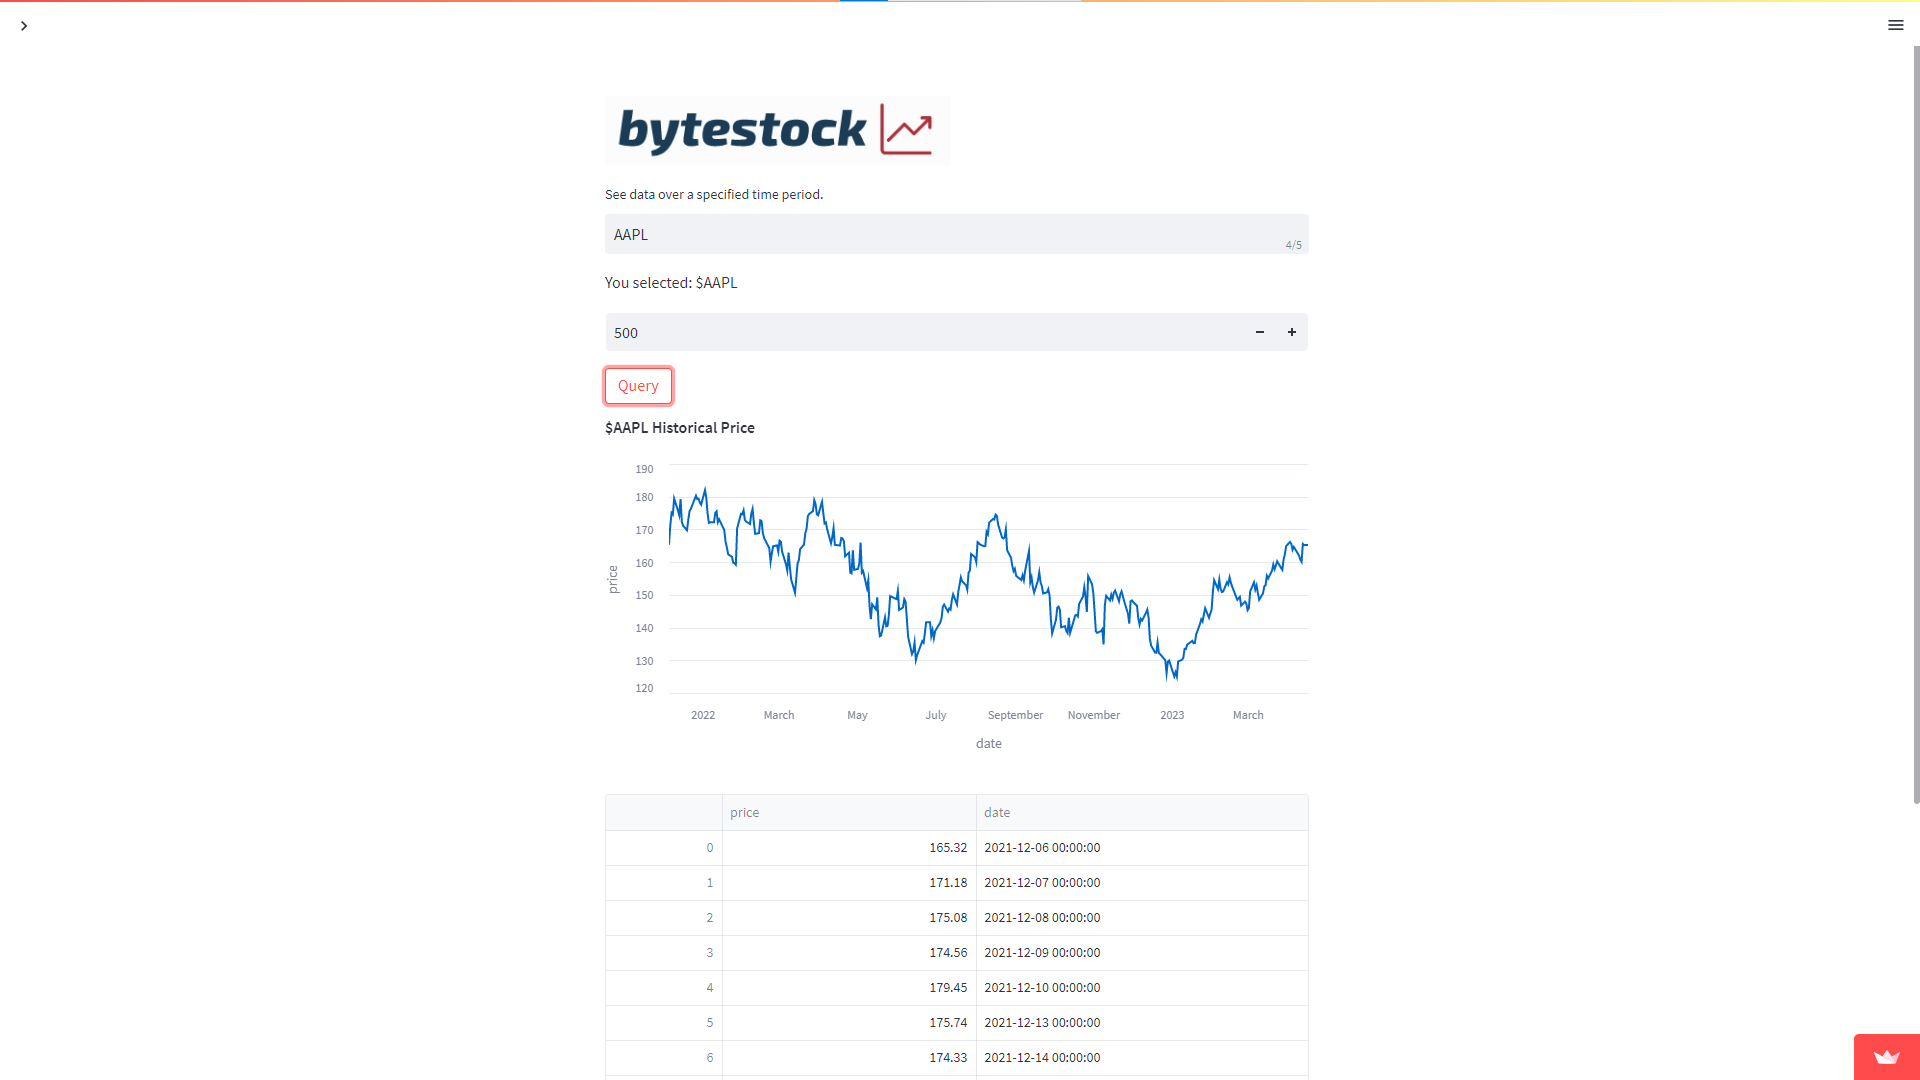 bytestock
See data over a specified time period.
AAPL
4/5
You selected: $AAPL
500
Query
$AAPL Historical Price
190
180
170
160
150
140
130
120
price
2022 March May July September November 2023 March
date
price date
0 165.32 2021-12-06 00:00:00
1 171.18 2021-12-07 00:00:00
2 175.08 2021-12-08 00:00:00
3 174.56 2021-12-09 00:00:00
4 179.45 2021-12-10 00:00:00
5 175.74 2021-12-13 00:00:00
6 174.33 2021-12-14 00:00:00